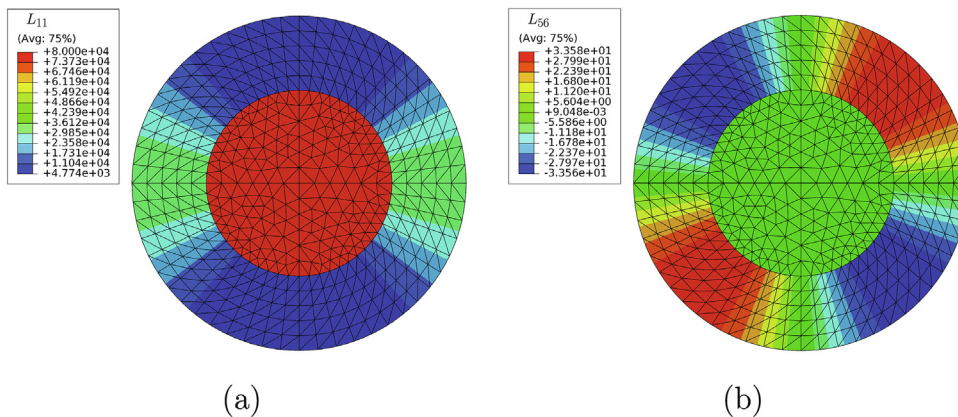 L₁₁
(Avg: 75%)
+8.000e+04
+7.373e+04
+6.746e+04
+6.119e+04
+5.492e+04
+4.866e+04
+4.239e+04
+3.612e+04
+2.985e+04
+2.358e+04
+1.731e+04
+1.104e+04
+4.774e+03
L₅₆
(Avg: 75%)
+3.358e+01
+2.799e+01
+2.239e+01
+1.680e+01
+1.120e+01
+5.604e+00
+9.048e-03
-5.586e+00
-1.118e+01
-1.678e+01
-2.237e+01
-2.797e+01
-3.356e+01
(a)
(b)